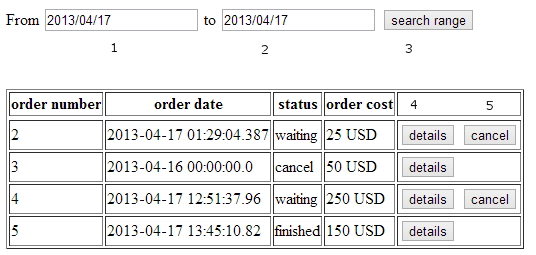 From 2013/04/17 to 2013/04/17 search range
1 2 3
order number order date status order cost 4 5
2 2013-04-17 01:29:04.387 waiting 25 USD details cancel
3 2013-04-16 00:00:00.0 cancel 50 USD details
4 2013-04-17 12:51:37.96 waiting 250 USD details cancel
5 2013-04-17 13:45:10.82 finished 150 USD details